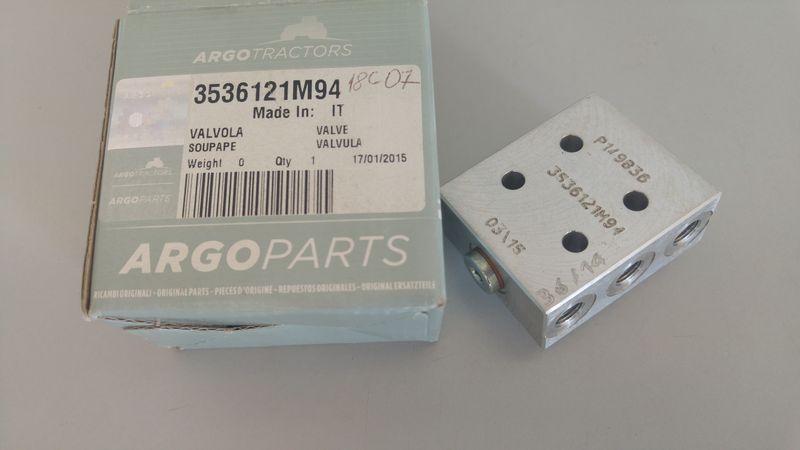 ARGOTRACTORS
3536121M94 18C07
Made In: IT
VALVOLA VALVE
SOUPAPE VALVULA
Weight 0 Qty 1 17/01/2015
ARGOTRACTORS
ARGOPARTS
ARGOPARTS
RICAMBI ORIGINALI - ORIGINAL PARTS - PIECES D'ORIGINE - REPUESTOS ORIGINALES - ORIGINAL ERSATZTEILE
P149836
3536121M94
03\15
36/14